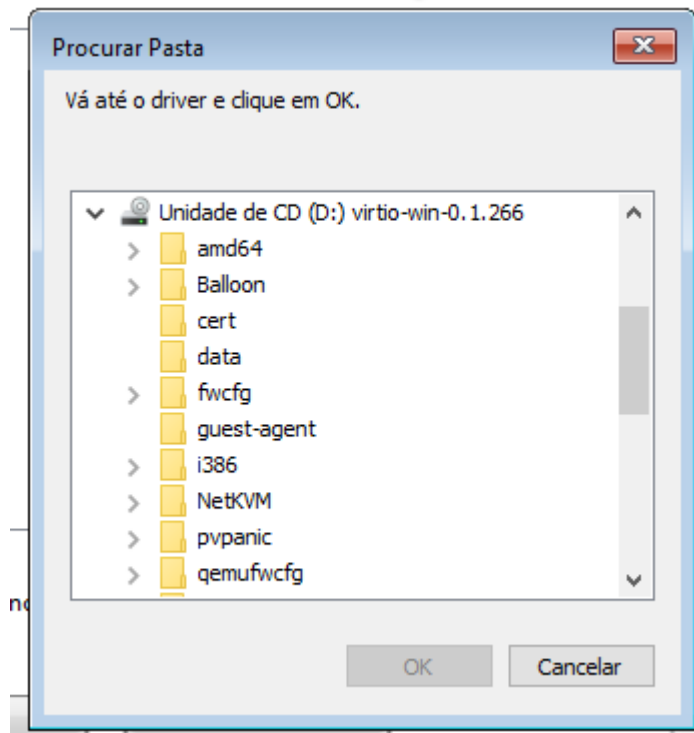 Procurar Pasta
Vá até o driver e clique em OK.
Unidade de CD (D:) virtio-win-0.1.266
amd64
Balloon
cert
data
fwcfg
guest-agent
i386
NetKVM
pvpanic
qemufwcfg
OK
Cancelar